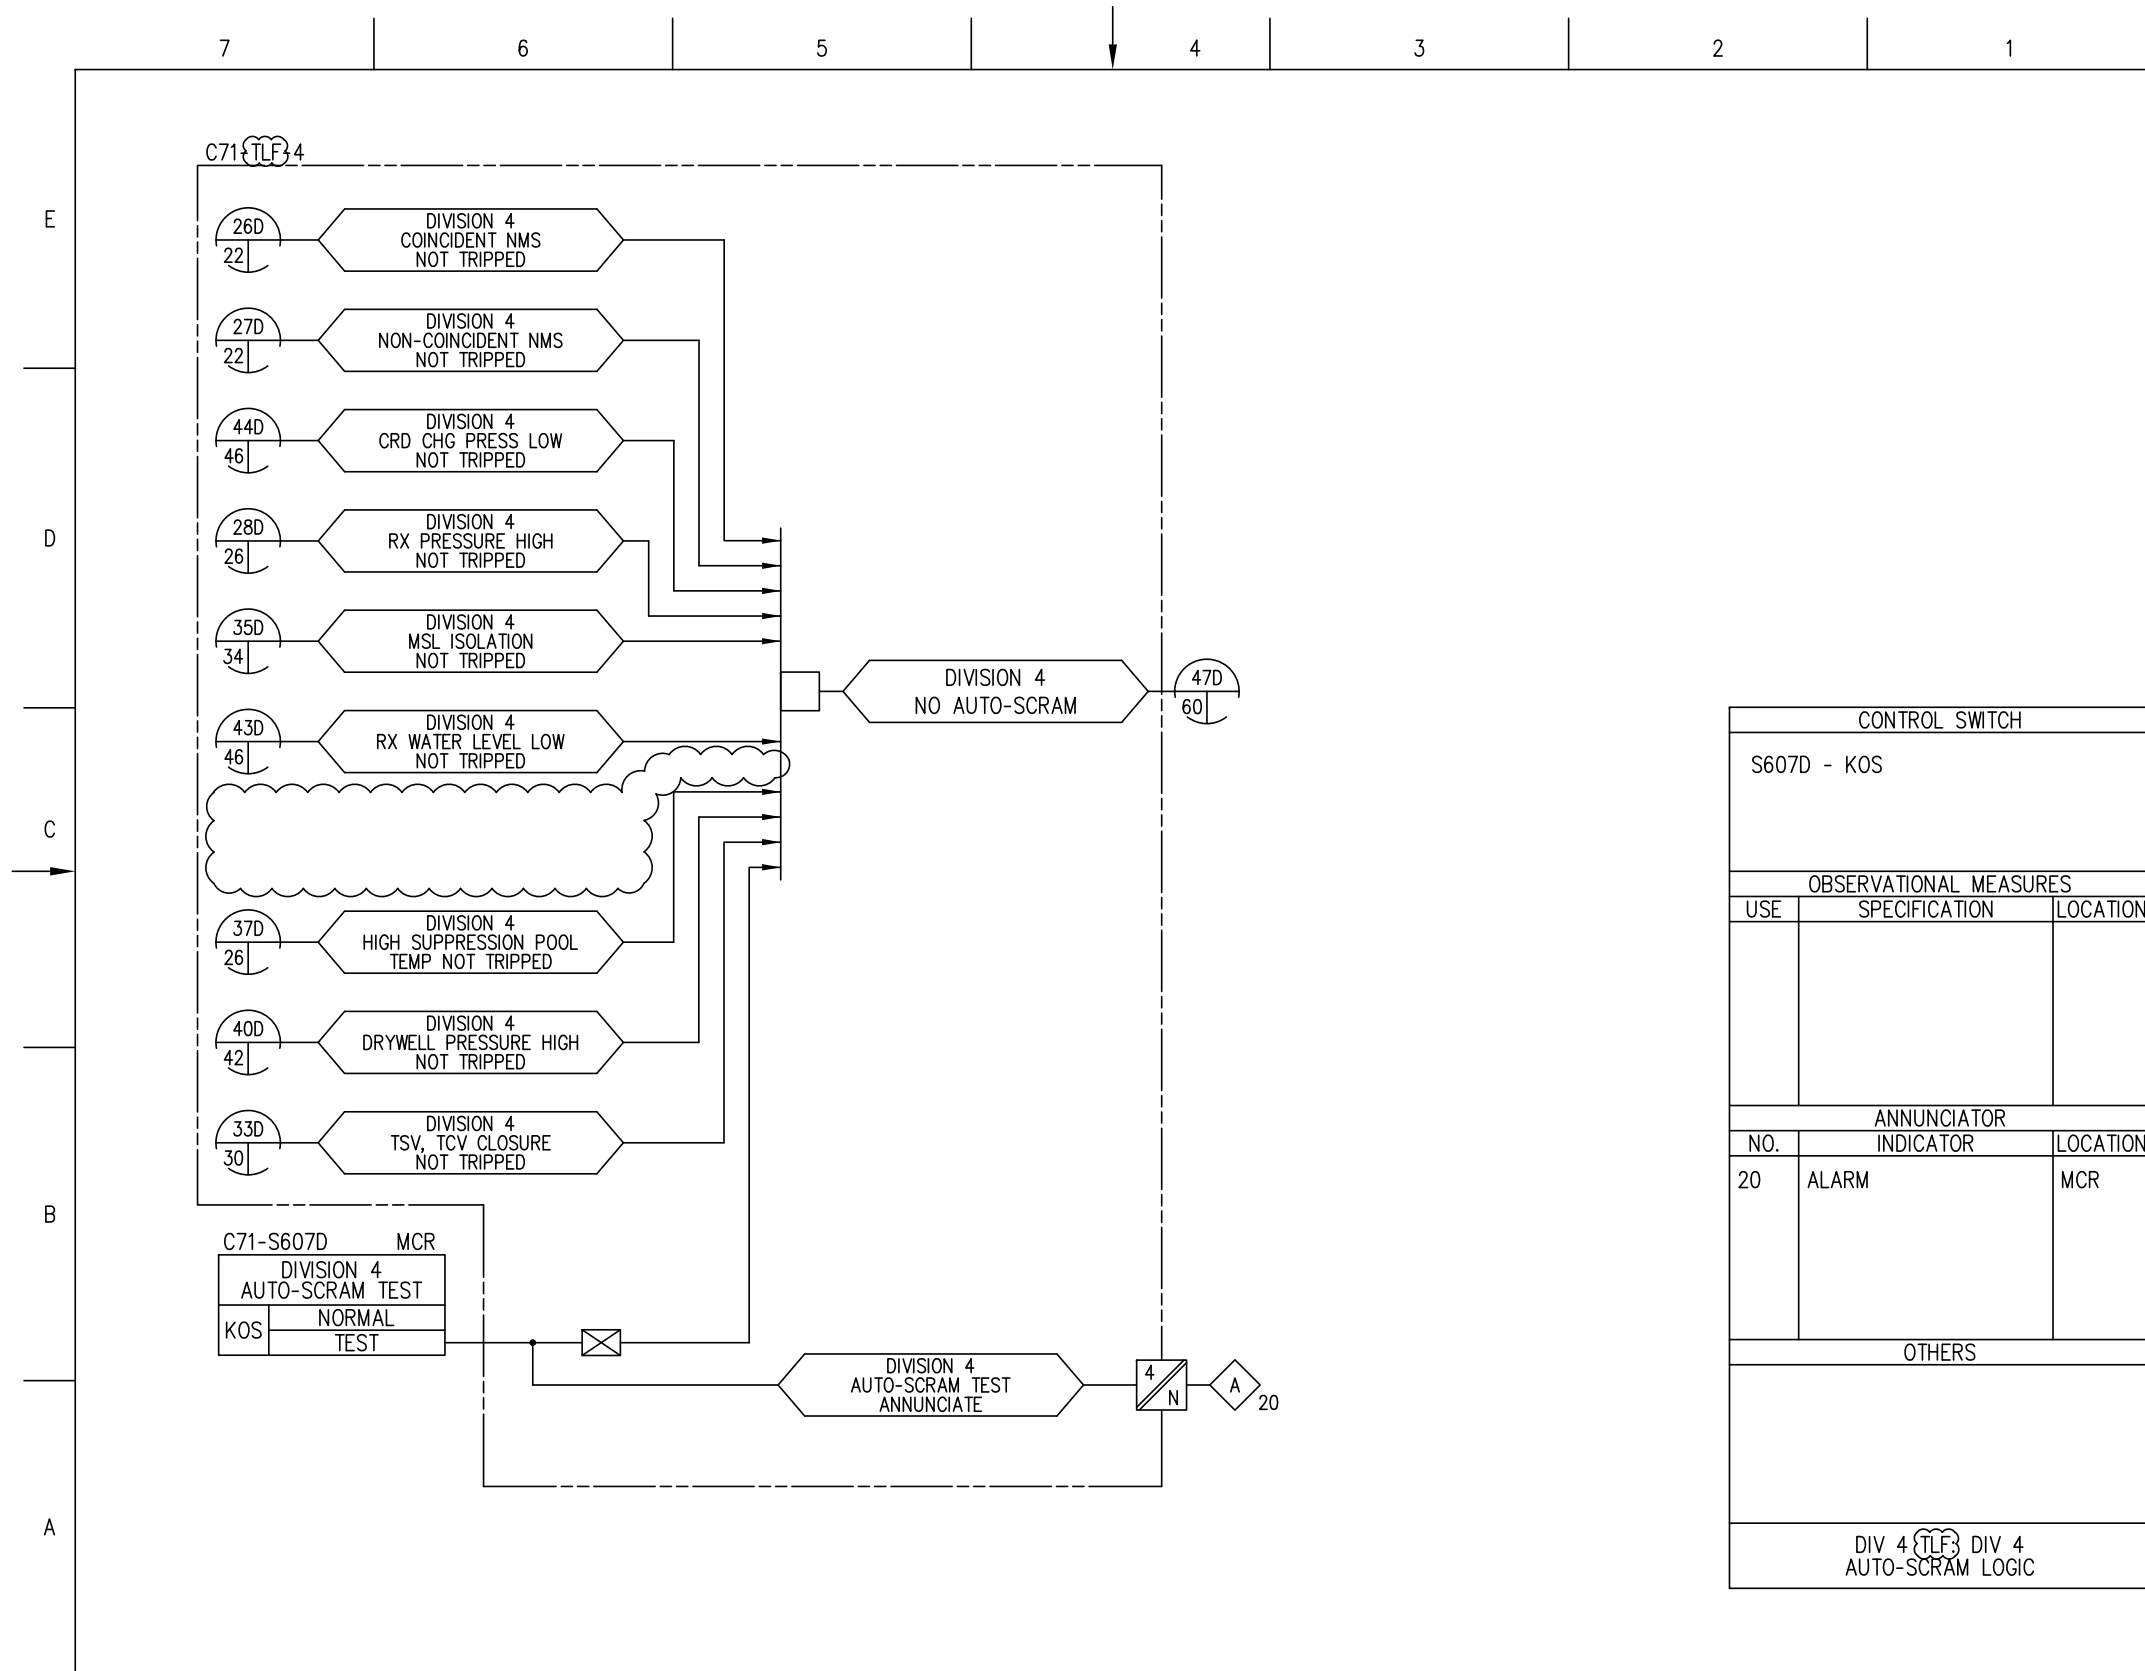 7 6 5 4 3 2 1
C71-TLF-4
E
26D
22
DIVISION 4
COINCIDENT NMS
NOT TRIPPED
27D
22
DIVISION 4
NON-COINCIDENT NMS
NOT TRIPPED
44D
46
DIVISION 4
CRD CHG PRESS LOW
NOT TRIPPED
D
28D
26
DIVISION 4
RX PRESSURE HIGH
NOT TRIPPED
35D
34
DIVISION 4
MSL ISOLATION
NOT TRIPPED
DIVISION 4
NO AUTO-SCRAM
47D
60
43D
46
DIVISION 4
RX WATER LEVEL LOW
NOT TRIPPED
C
37D
26
DIVISION 4
HIGH SUPPRESSION POOL
TEMP NOT TRIPPED
40D
42
DIVISION 4
DRYWELL PRESSURE HIGH
NOT TRIPPED
33D
30
DIVISION 4
TSV, TCV CLOSURE
NOT TRIPPED
B
C71-S607D MCR
DIVISION 4
AUTO-SCRAM TEST
KOS
NORMAL
TEST
DIVISION 4
AUTO-SCRAM TEST
ANNUNCIATE
4
N
A
20
A
CONTROL SWITCH
S607D - KOS
OBSERVATIONAL MEASURES
USE SPECIFICATION LOCATION
ANNUNCIATOR
NO. INDICATOR LOCATION
20 ALARM MCR
OTHERS
DIV 4 TLF: DIV 4
AUTO-SCRAM LOGIC